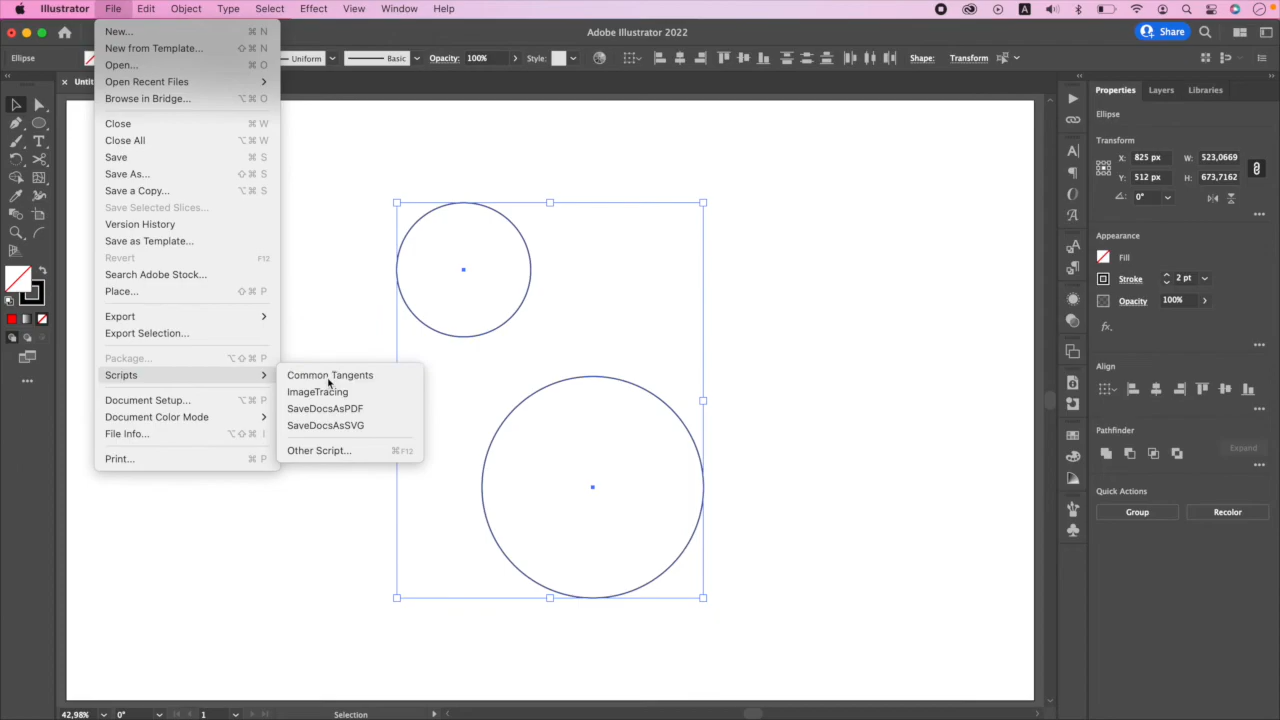 Illustrator File Edit Object Type Select Effect View Window Help
Adobe Illustrator 2022
Share
Ellipse
Uniform
Basic
Opacity:
100%
Style:
Shape:
Transform
Untit
New... ⌘ N
New from Template... ⇧⌘ N
Open... ⌘ O
Open Recent Files
Browse in Bridge... ⌥⌘ O
Close ⌘ W
Close All ⌥⌘ W
Save ⌘ S
Save As... ⇧⌘ S
Save a Copy... ⌥⌘ S
Save Selected Slices...
Version History
Save as Template...
Revert F12
Search Adobe Stock...
Place... ⇧⌘ P
Export
Export Selection...
Package... ⌥⇧⌘ P
Scripts
Document Setup... ⌥⌘ P
Document Color Mode
File Info... ⌥⇧⌘ I
Print... ⌘ P
Common Tangents
ImageTracing
SaveDocsAsPDF
SaveDocsAsSVG
Other Script... ⌘F12
Properties Layers Libraries
Ellipse
Transform
X: 825 px W: 523,0669
Y: 512 px H: 673,7162
0°
Appearance
Fill
Stroke 2 pt
Opacity 100%
fx.
Align
Pathfinder
Expand
Quick Actions
Group Recolor
42,98% 0° 1 Selection